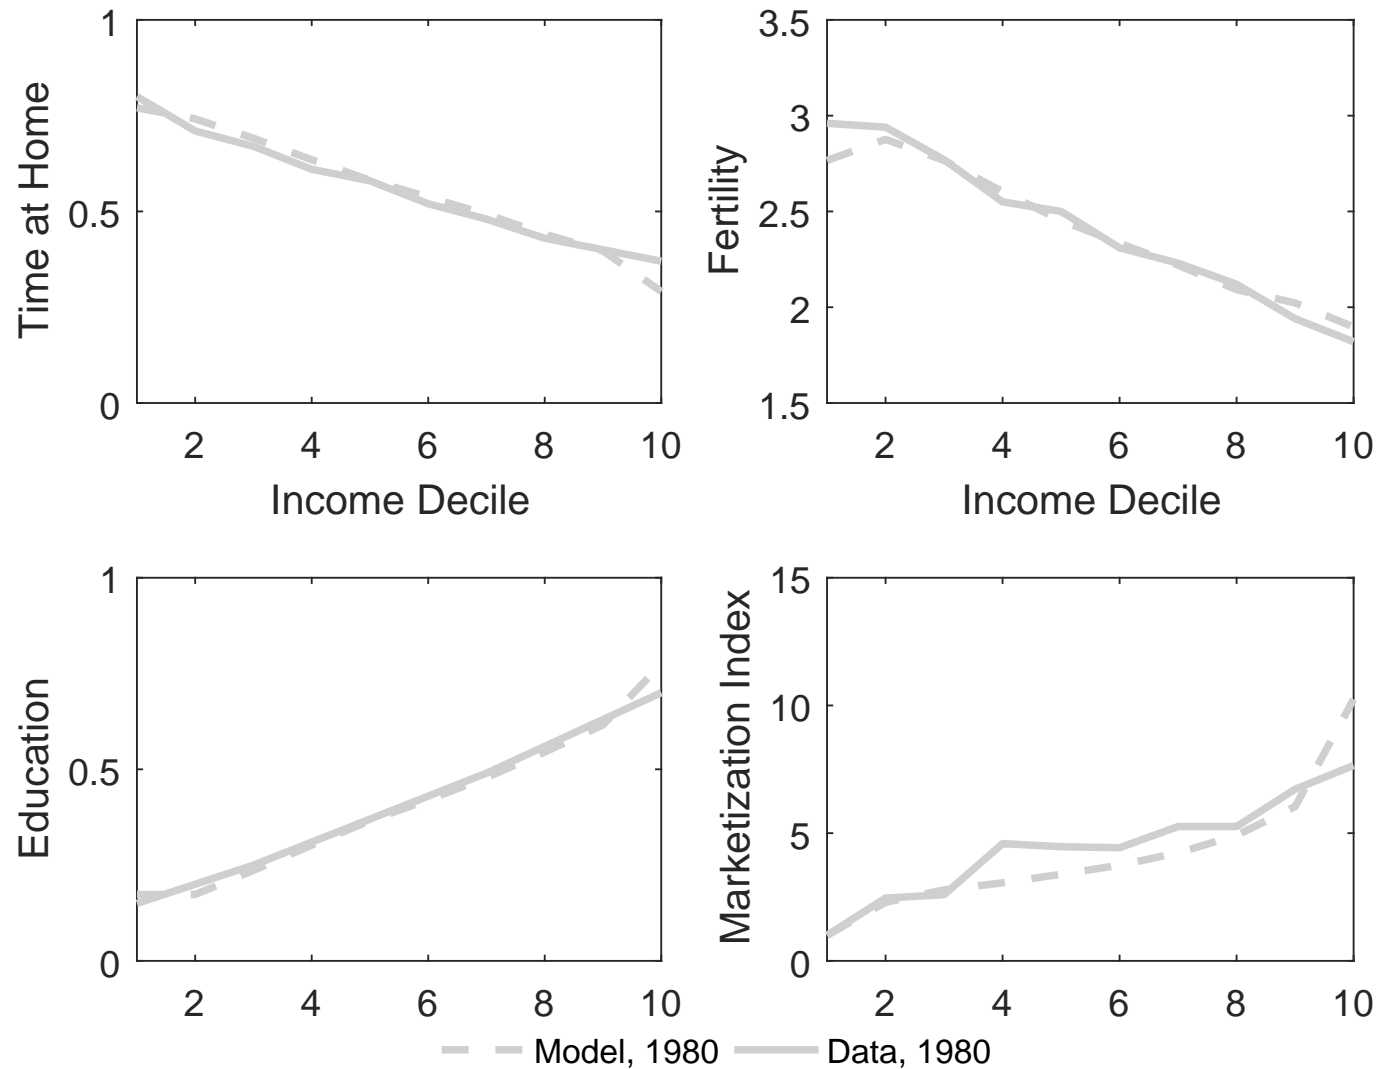 1
0.5
0
Time at Home
2 4 6 8 10
Income Decile
3.5
3
2.5
2
1.5
Fertility
2 4 6 8 10
Income Decile
1
0.5
0
Education
2 4 6 8 10
15
10
5
0
Marketization Index
2 4 6 8 10
Model, 1980 Data, 1980